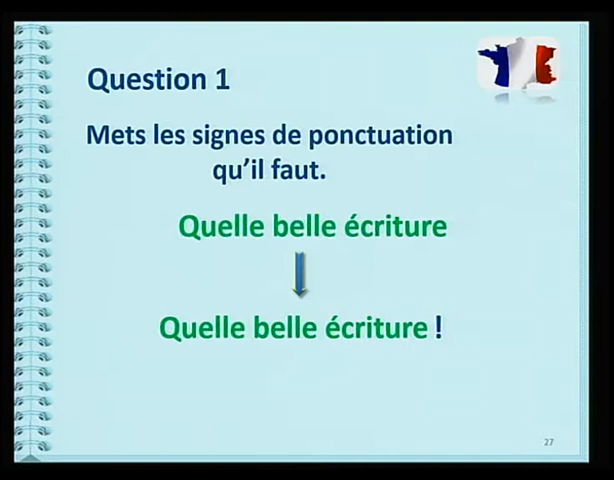 Question 1
Mets les signes de ponctuation
qu’il faut.
Quelle belle écriture
Quelle belle écriture !
27